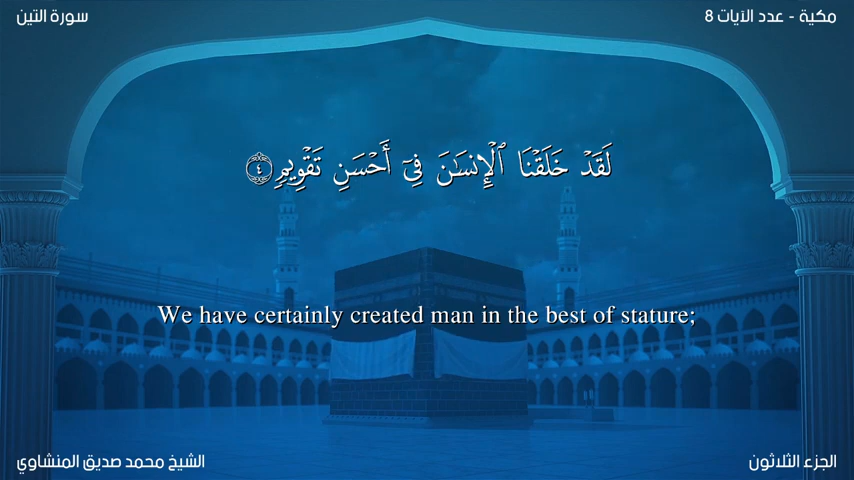 مكية - عدد الآيات 8
سورة التين
لَقَدْ خَلَقْنَا ٱلْإِنسَٰنَ فِىٓ أَحْسَنِ تَقْوِيمٍۢ ٤
We have certainly created man in the best of stature;
الجزء الثلاثون
الشيخ محمد صديق المنشاوي